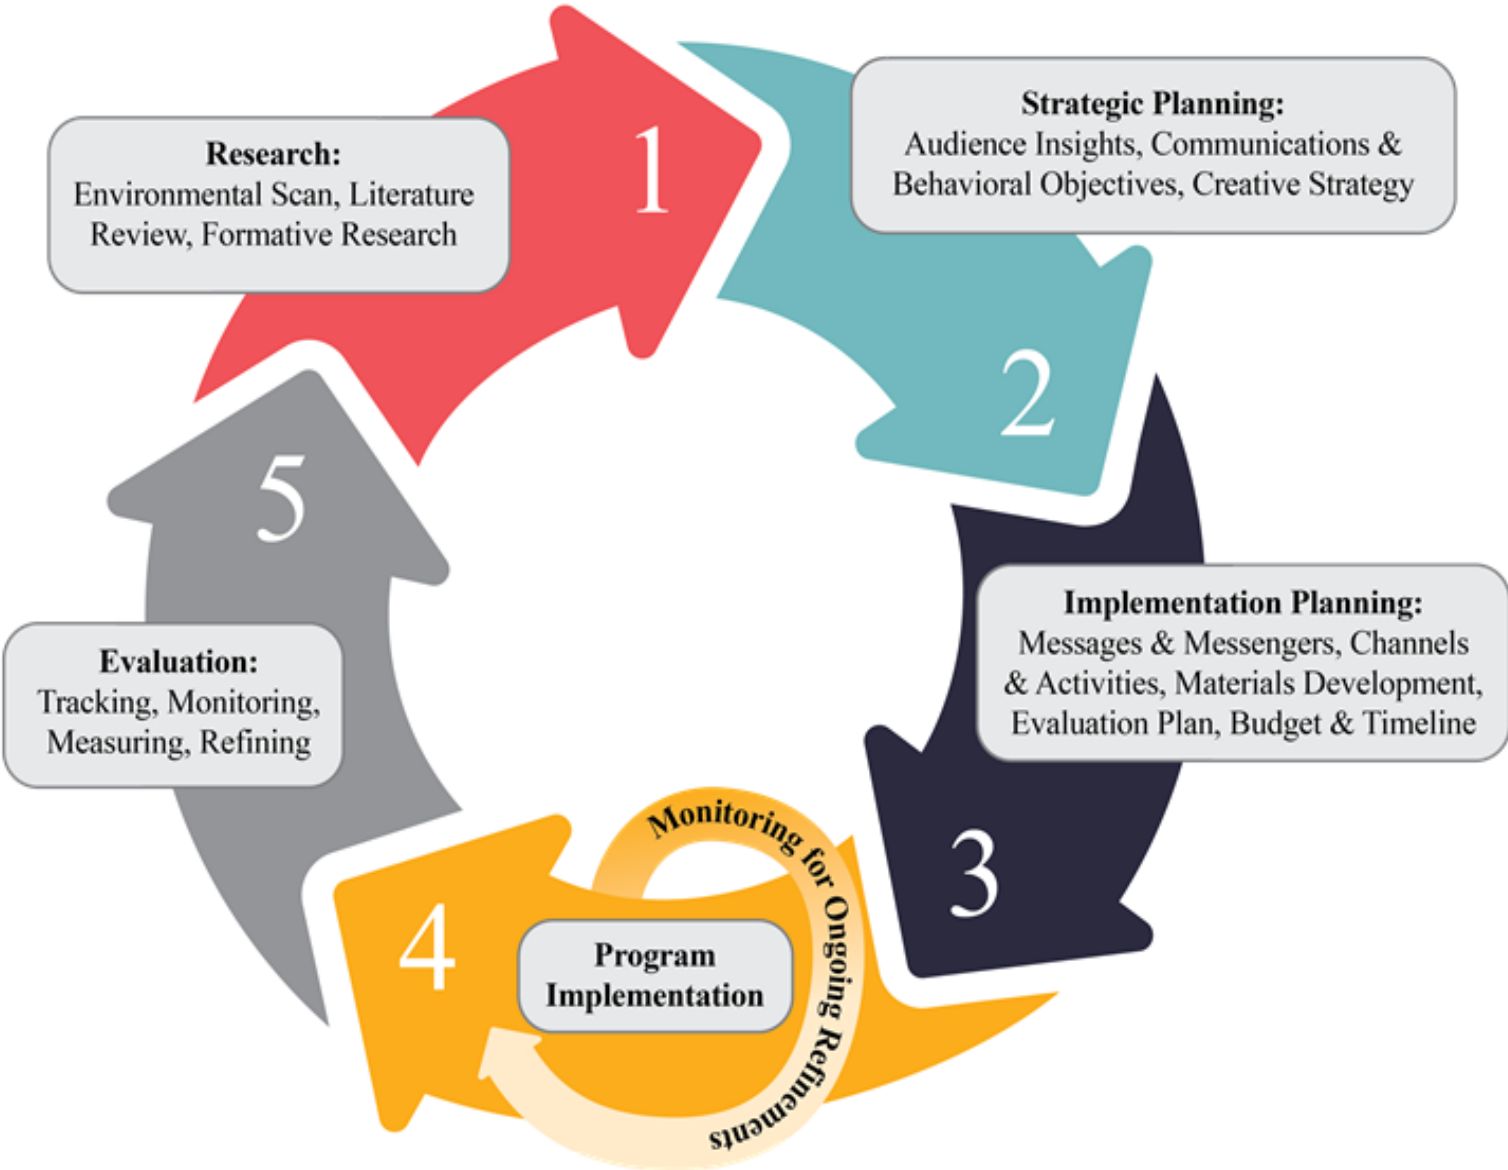 1
Research:
Environmental Scan, Literature
Review, Formative Research
Strategic Planning:
Audience Insights, Communications &
Behavioral Objectives, Creative Strategy
2
Implementation Planning:
Messages & Messengers, Channels
& Activities, Materials Development,
Evaluation Plan, Budget & Timeline
3
Monitoring for Ongoing Refinements
Program
Implementation
4
5
Evaluation:
Tracking, Monitoring,
Measuring, Refining